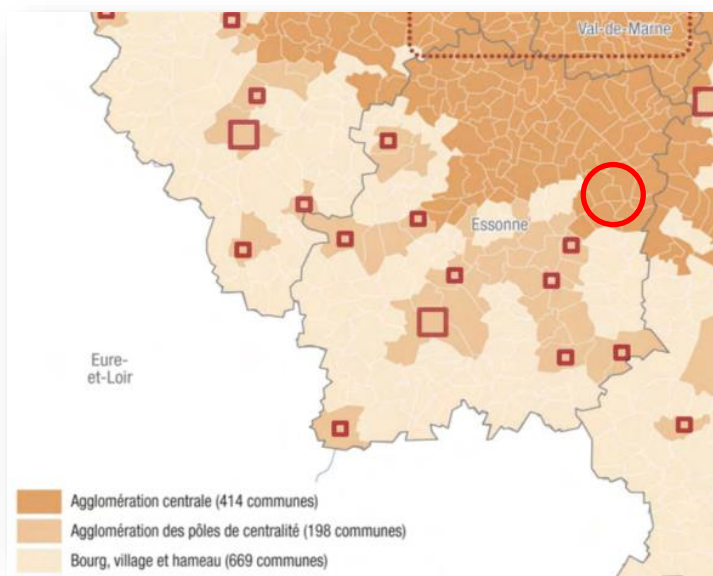 Val-de-Marne
Essonne
Eure-
et-Loir
Agglomération centrale (414 communes)
Agglomération des pôles de centralité (198 communes)
Bourg, village et hameau (669 communes)